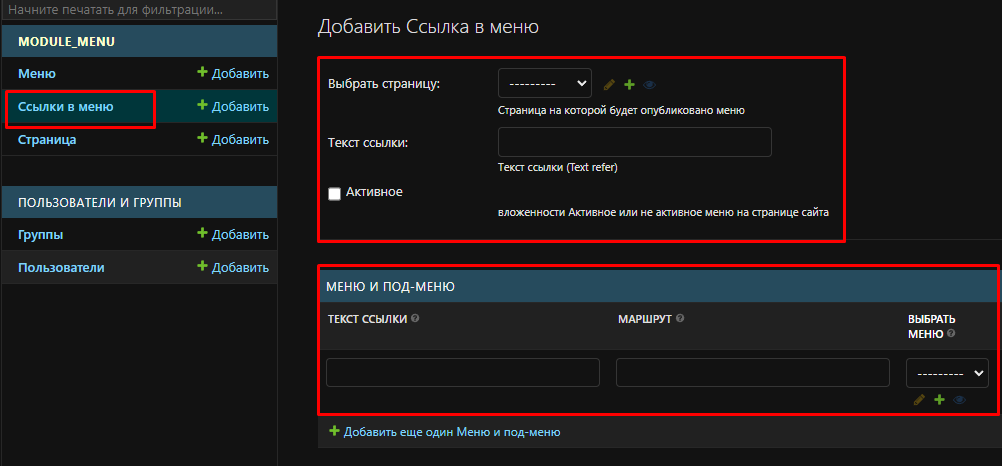 Начните печатать для фильтрации...
MODULE_MENU
Меню
Добавить
Ссылки в меню
Добавить
Страница
Добавить
ПОЛЬЗОВАТЕЛИ И ГРУППЫ
Группы
Добавить
Пользователи
Добавить
Добавить Ссылка в меню
Выбрать страницу:
---------
Страница на которой будет опубликовано меню
Текст ссылки:
Текст ссылки (Text refer)
Активное
вложенности Активное или не активное меню на странице сайта
МЕНЮ И ПОД-МЕНЮ
ТЕКСТ ССЫЛКИ
МАРШРУТ
ВЫБРАТЬ
МЕНЮ
---------
Добавить еще один Меню и под-меню